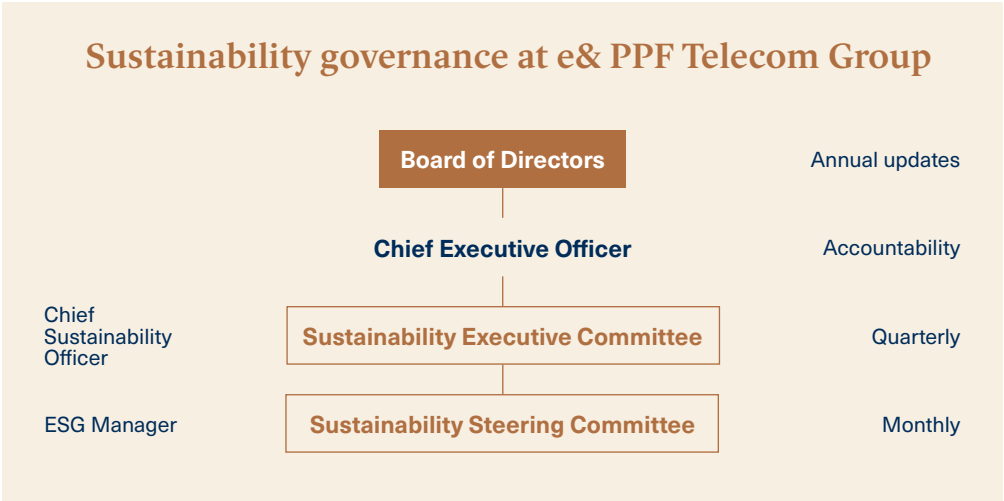 Sustainability governance at e& PPF Telecom Group
Board of Directors
Annual updates
Chief Executive Officer
Accountability
Chief
Sustainability
Officer
Sustainability Executive Committee
Quarterly
ESG Manager
Sustainability Steering Committee
Monthly